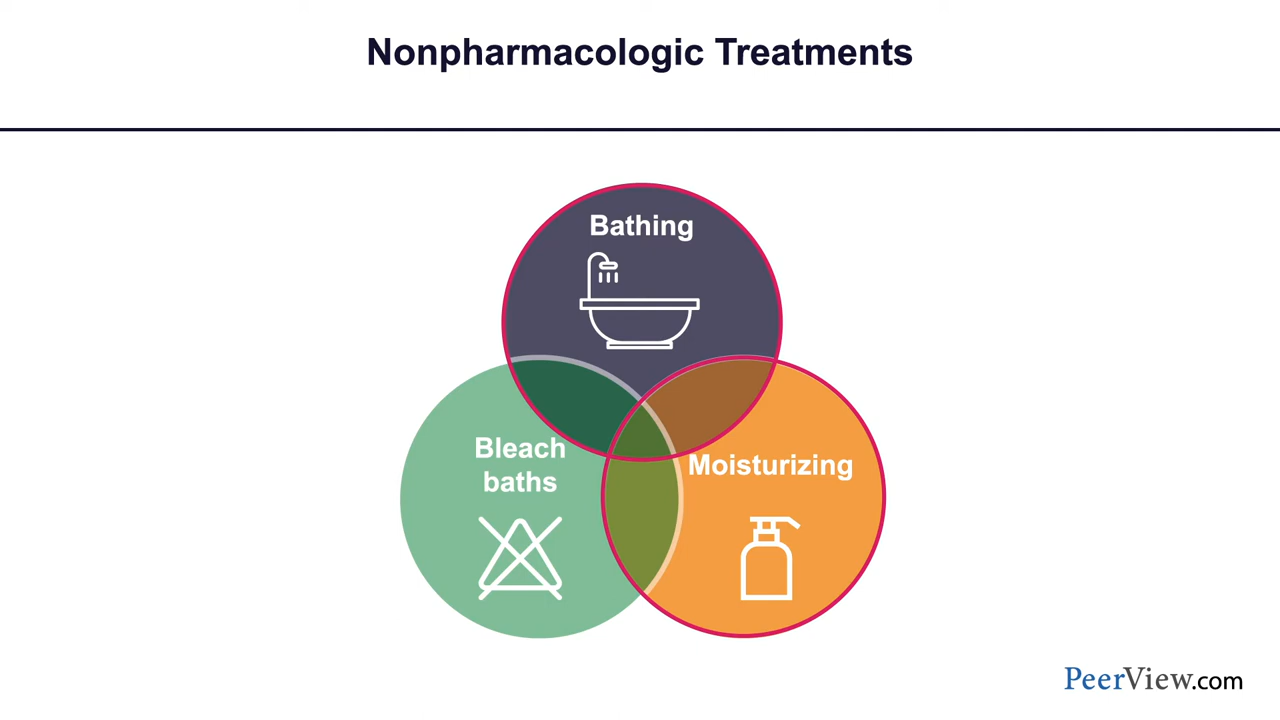 Nonpharmacologic Treatments
Bathing
Bleach
baths
Moisturizing
PeerView.com